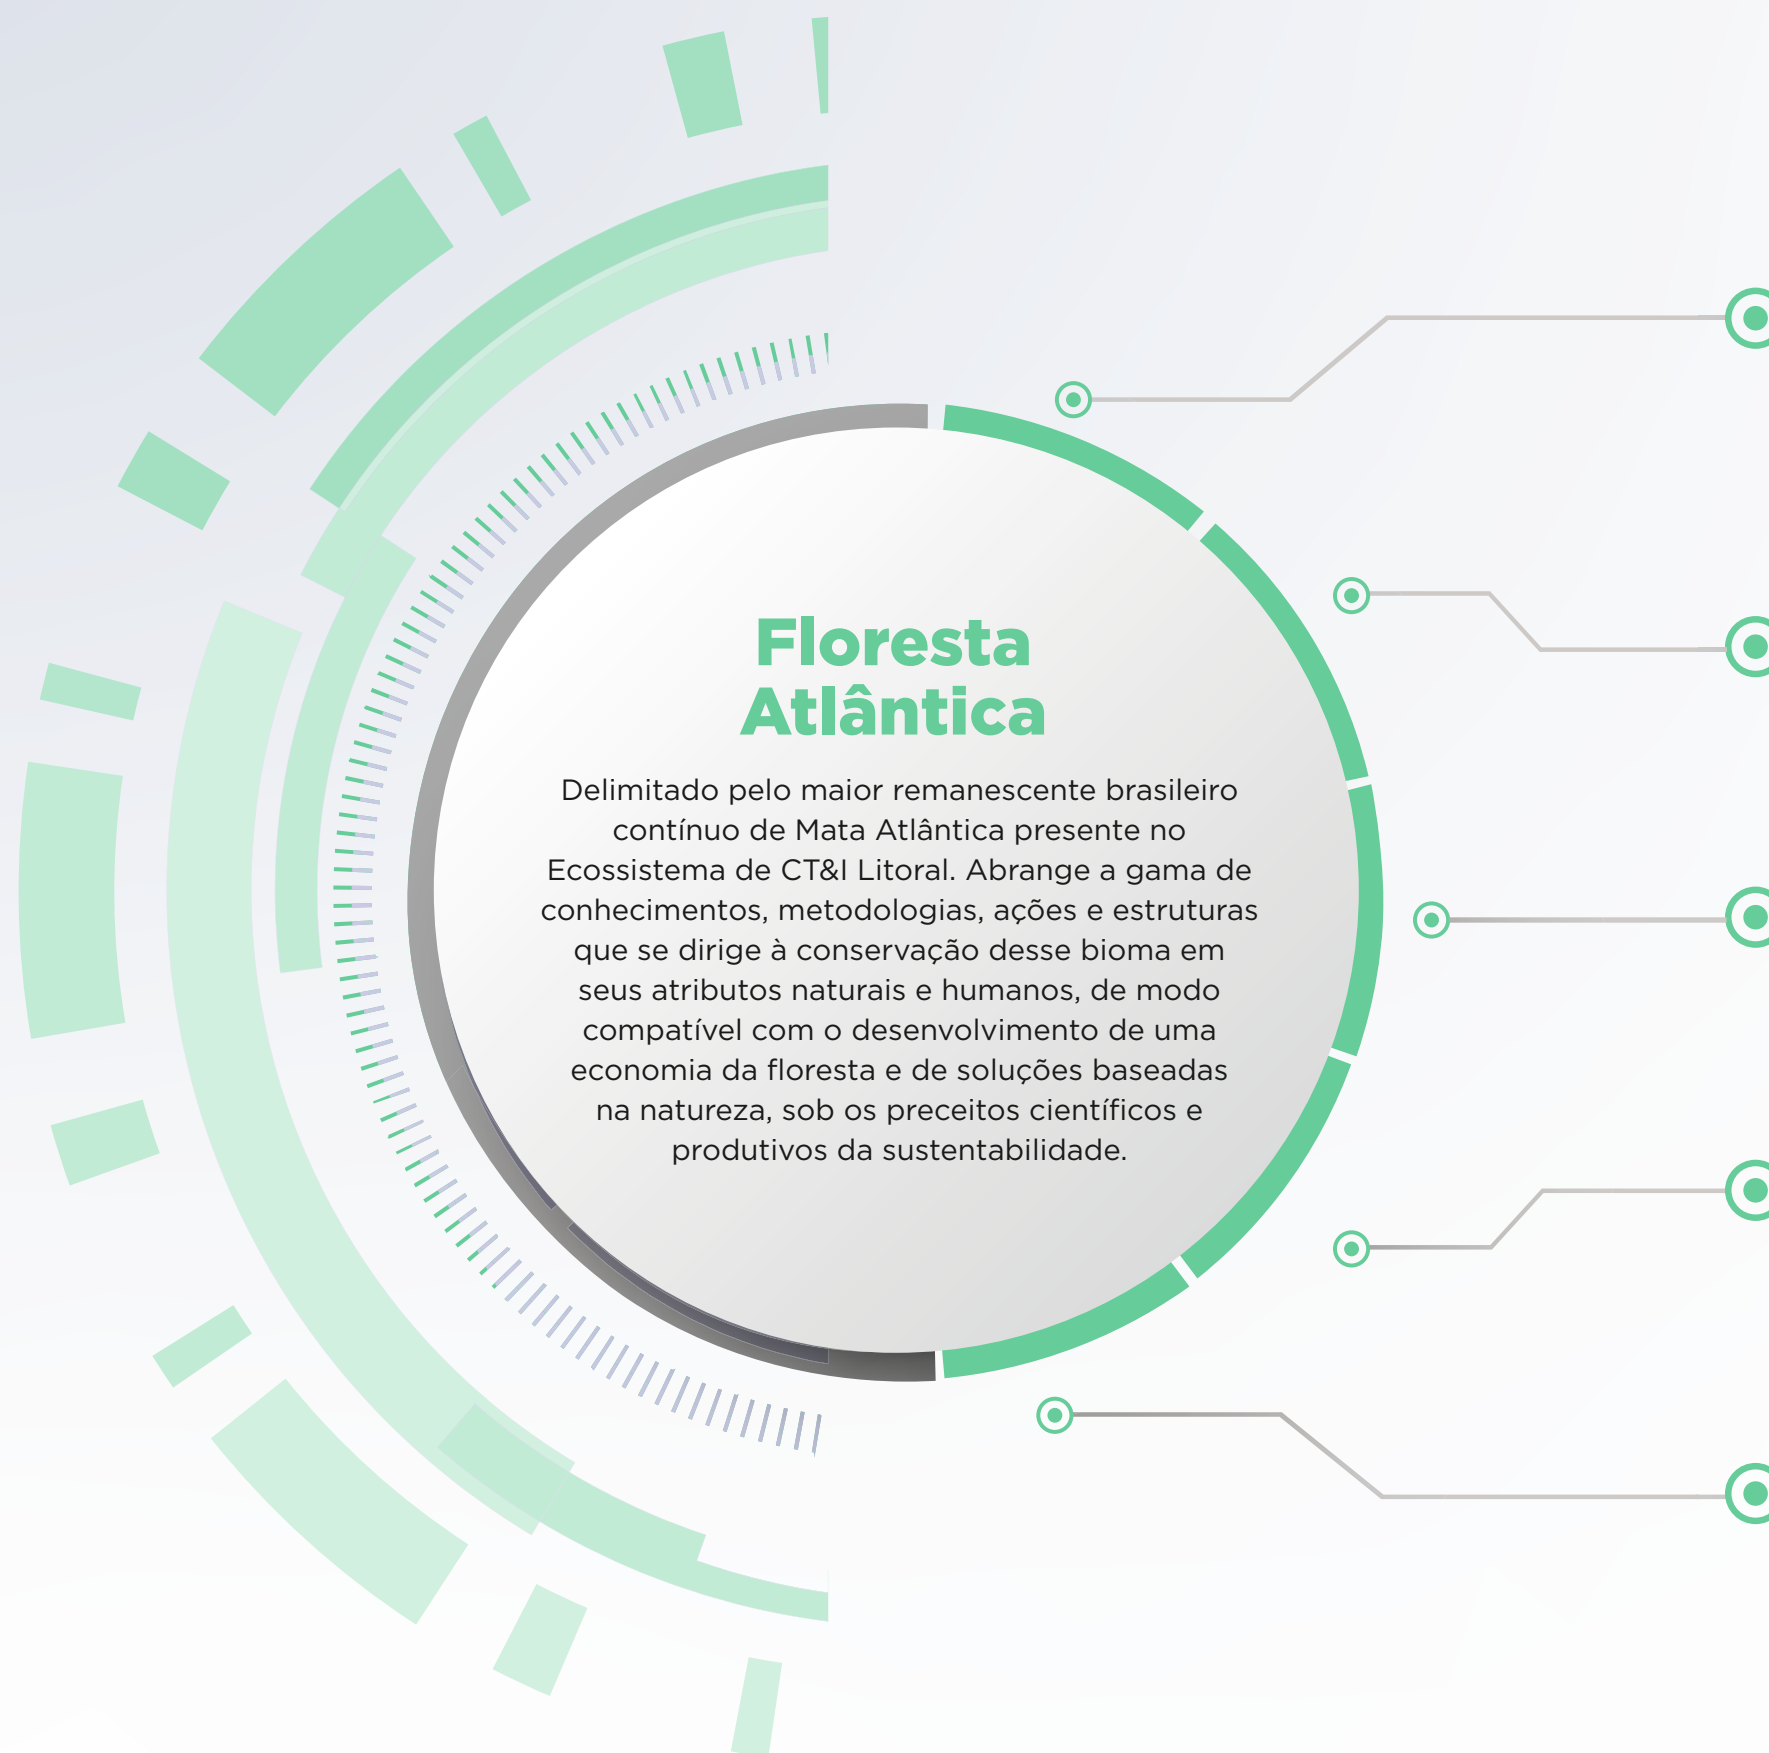 Floresta
Atlântica
Delimitado pelo maior remanescente brasileiro
contínuo de Mata Atlântica presente no
Ecossistema de CT&I Litoral. Abrange a gama de
conhecimentos, metodologias, ações e estruturas
que se dirige à conservação desse bioma em
seus atributos naturais e humanos, de modo
compatível com o desenvolvimento de uma
economia da floresta e de soluções baseadas
na natureza, sob os preceitos científicos e
produtivos da sustentabilidade.